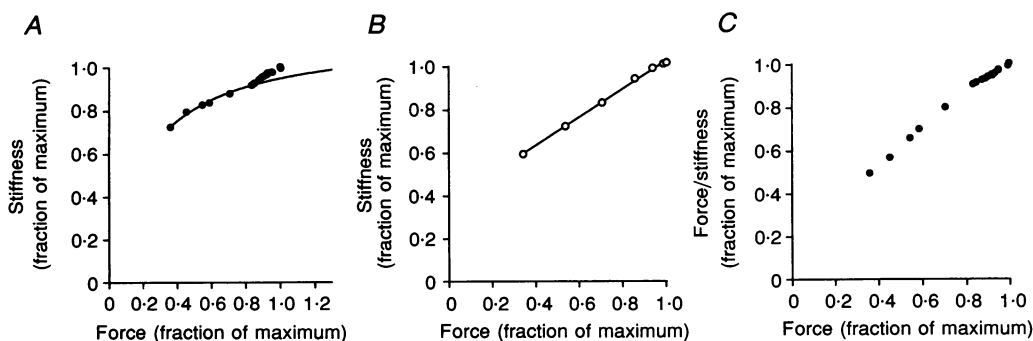 A
Stiffness
(fraction of maximum)
1·0
0·8
0·6
0·4
0·2
0
0 0·2 0·4 0·6 0·8 1·0 1·2
Force (fraction of maximum)
B
Stiffness
(fraction of maximum)
1·0
0·8
0·6
0·4
0·2
0
0 0·2 0·4 0·6 0·8 1·0
Force (fraction of maximum)
C
Force/stiffness
(fraction of maximum)
1·0
0·8
0·6
0·4
0·2
0
0 0·2 0·4 0·6 0·8 1·0
Force (fraction of maximum)